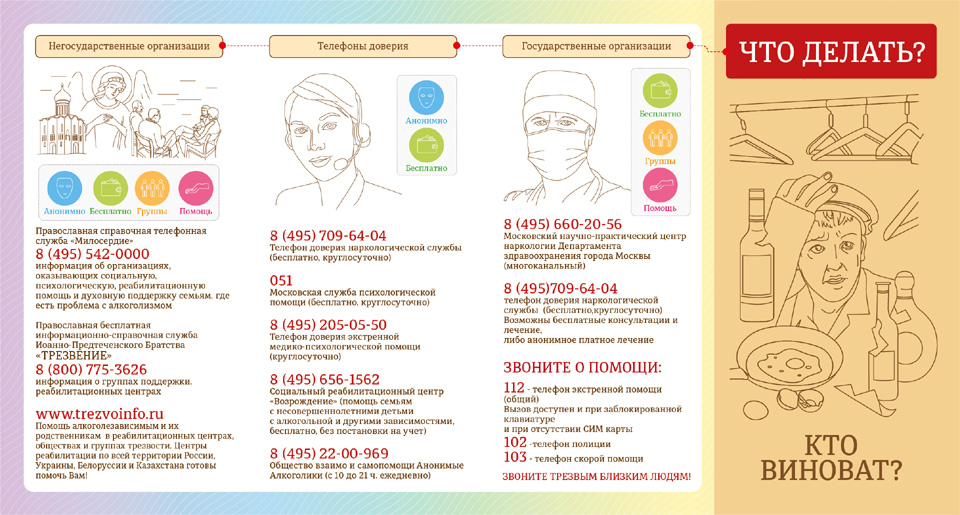 Негосударственные организации
Анонимно
Бесплатно
Группы
Помощь
Православная справочная телефонная
служба «Милосердие»
8 (495) 542-0000
информация об организациях,
оказывающих социальную,
психологическую, реабилитационную
помощь и духовную поддержку семьям, где
есть проблема с алкоголизмом
Православная бесплатная
информационно-справочная служба
Иоанно-Предтеченского Братства
«ТРЕЗВЕНИЕ»
8 (800) 775-3626
информация о группах поддержки,
реабилитационных центрах
www.trezvoinfo.ru
Помощь алкоголезависимым и их
родственникам в реабилитационных центрах,
обществах и группах трезвости. Центры
реабилитации по всей территории России,
Украины, Белоруссии и Казахстана готовы
помочь Вам!
Телефоны доверия
Анонимно
Бесплатно
8 (495) 709-64-04
Телефон доверия наркологической службы
(бесплатно, круглосуточно)
051
Московская служба психологической
помощи (бесплатно, круглосуточно)
8 (495) 205-05-50
Телефон доверия экстренной
медико-психологической помощи
(круглосуточно)
8 (495) 656-1562
Социальный реабилитационный центр
«Возрождение» (помощь семьям
с несовершеннолетними детьми
с алкогольной и другими зависимостями,
бесплатно, без постановки на учет)
8 (495) 22-00-969
Общество взаимо и самопомощи Анонимные
Алкоголики (с 10 до 21 ч. ежедневно)
Государственные организации
Бесплатно
Группы
Помощь
8 (495) 660-20-56
Московский научно-практический центр
наркологии Департамента
здравоохранения города Москвы
(многоканальный)
8 (495)709-64-04
телефон доверия наркологической
службы (бесплатно,круглосуточно)
Возможны бесплатные консультации и
лечение,
либо анонимное платное лечение
ЗВОНИТЕ О ПОМОЩИ:
112 - телефон экстренной помощи
(общий)
Вызов доступен и при заблокированной
клавиатуре
и при отсутствии СИМ карты
102 -телефон полиции
103 - телефон скорой помощи
ЗВОНИТЕ ТРЕЗВЫМ БЛИЗКИМ ЛЮДЯМ!
ЧТО ДЕЛАТЬ?
КТО
ВИНОВАТ?